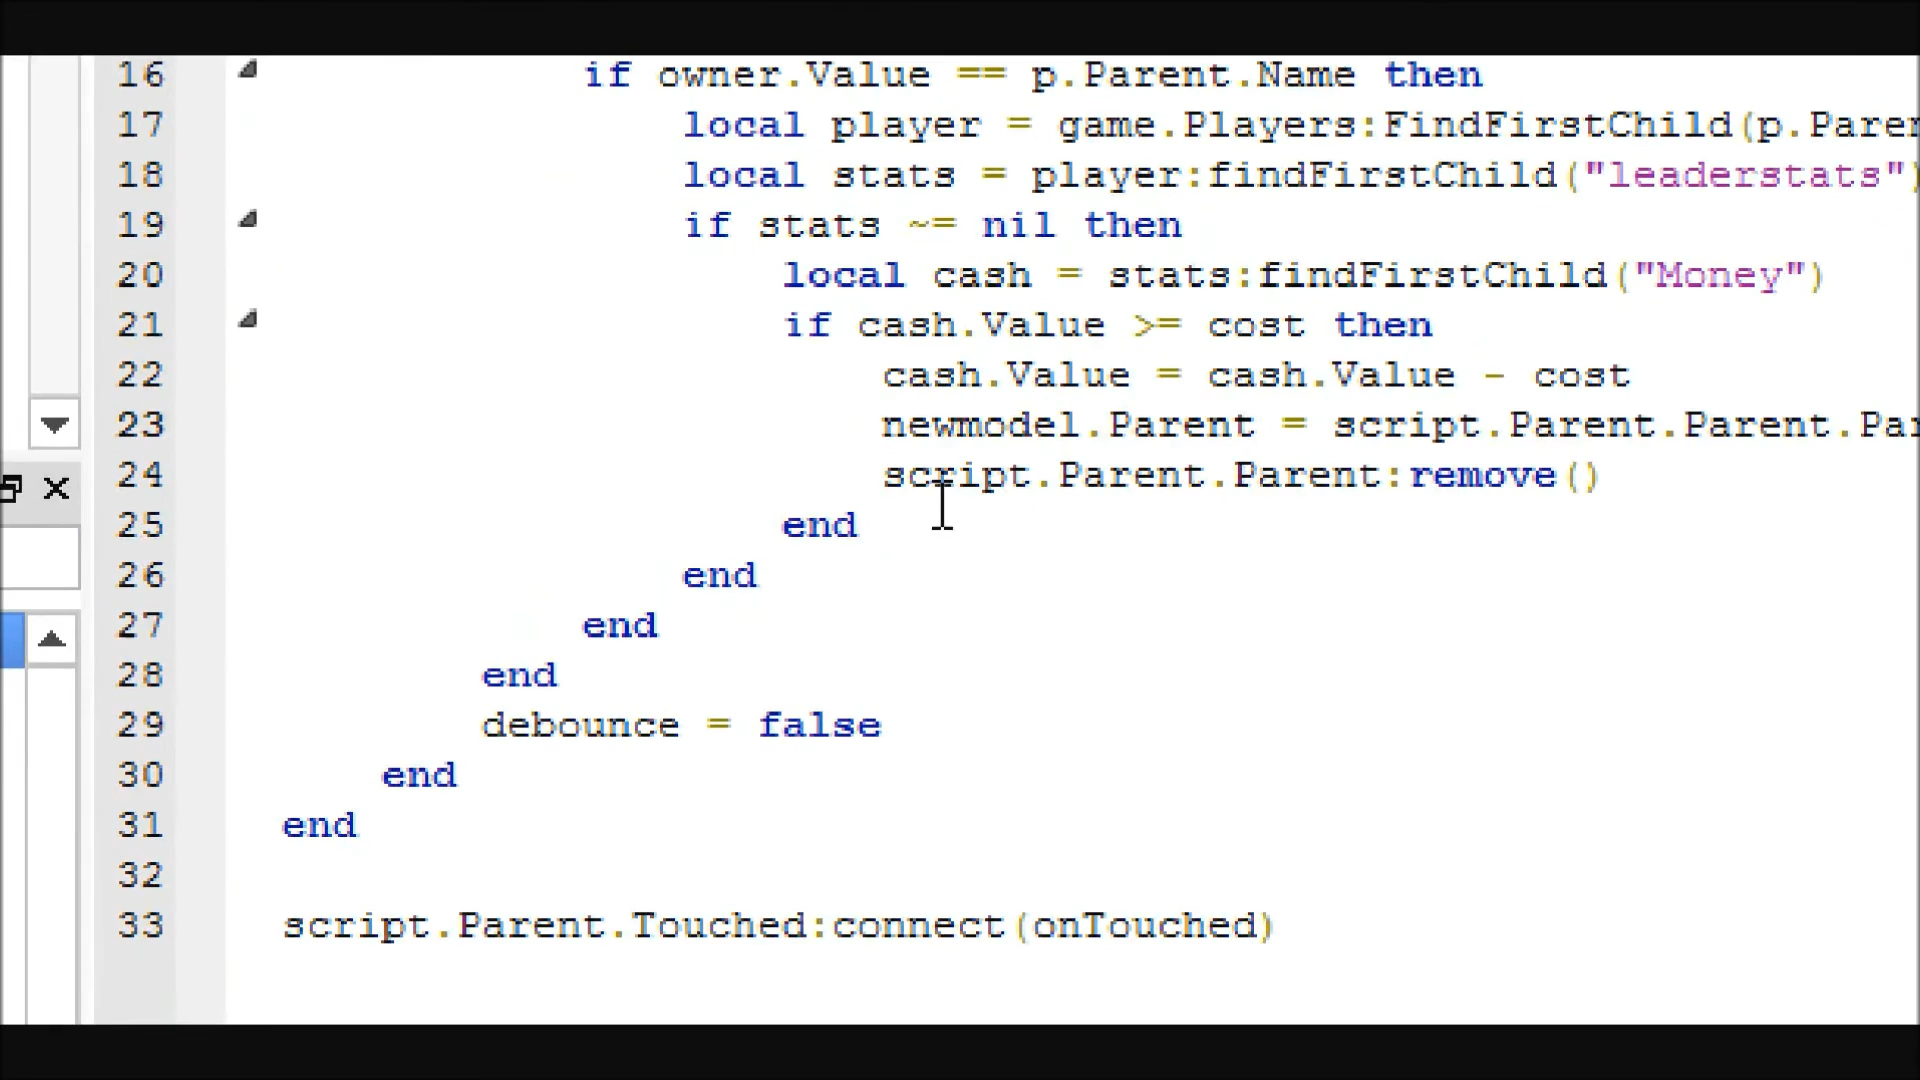 16 if owner.Value == p.Parent.Name then
17 local player = game.Players:FindFirstChild(p.Paren
18 local stats = player:findFirstChild("leaderstats")
19 if stats ~= nil then
20 local cash = stats:findFirstChild("Money")
21 if cash.Value >= cost then
22 cash.Value = cash.Value - cost
23 newmodel.Parent = script.Parent.Parent.Par
24 script.Parent.Parent:remove()
25 end
26 end
27 end
28 end
29 debounce = false
30 end
31 end
32
33 script.Parent.Touched:connect(onTouched)